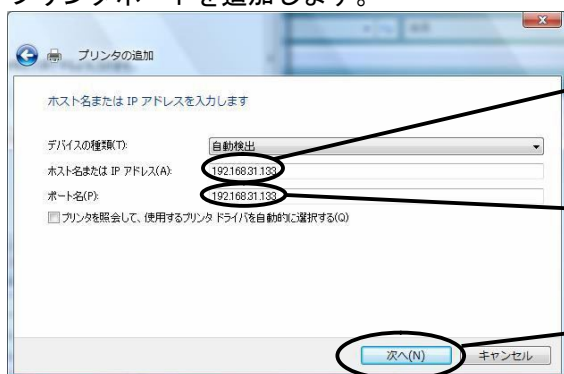 プリンタポートを追加します。
プリンタの追加
ホスト名または IP アドレスを入力します
デバイスの種類(T):
自動検出
ホスト名または IP アドレス(A):
192.168.31.133
ポート名(P):
192.168.31.133
プリンタを照会して、使用するプリンタ ドライバを自動的に選択する(Q)
次へ(N)
キャンセル